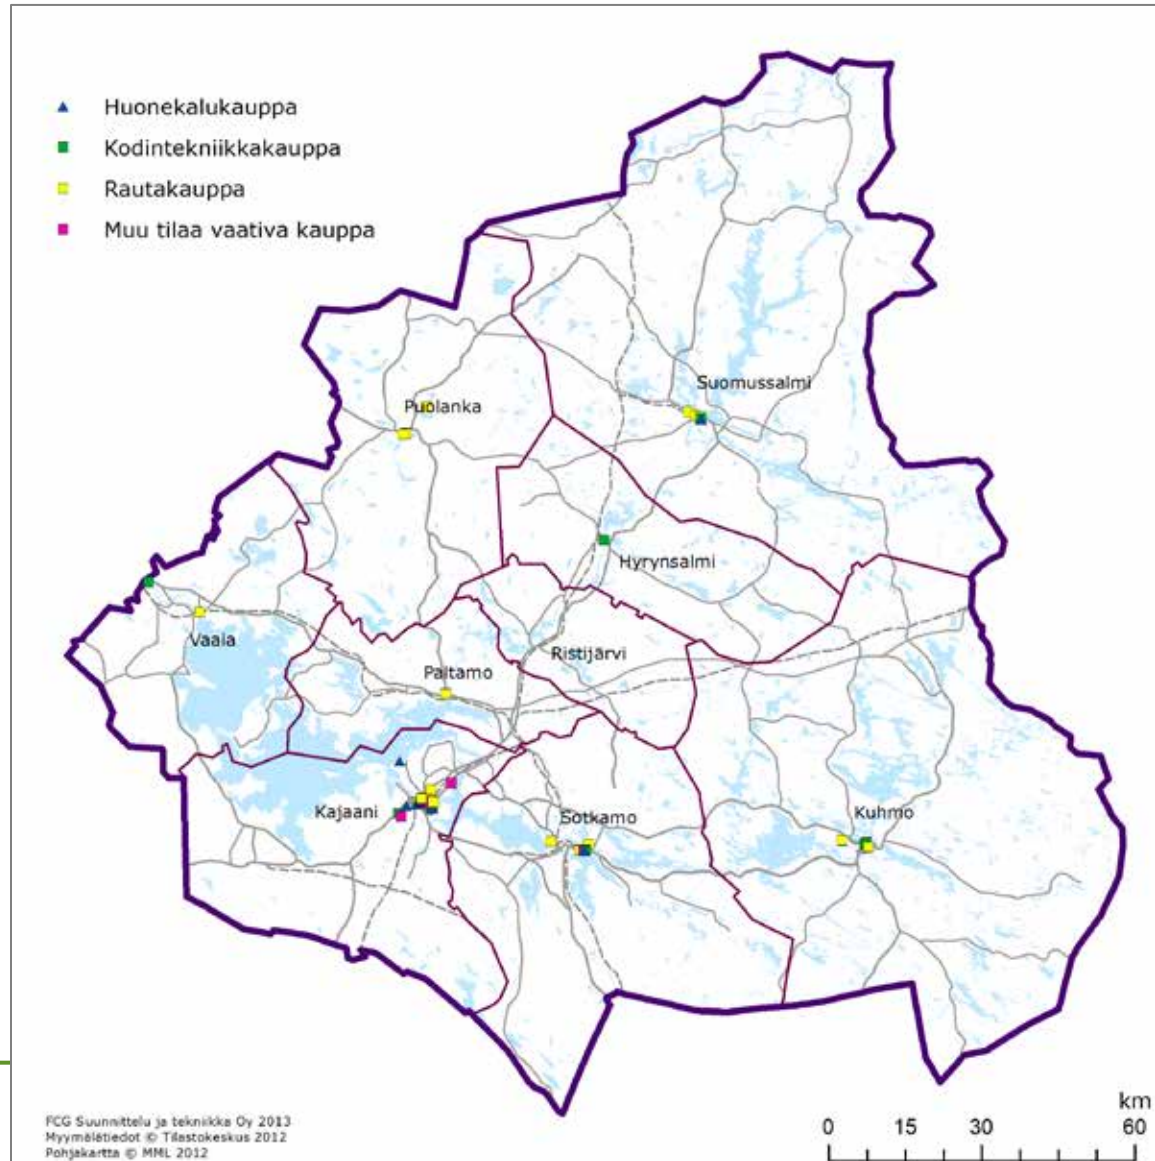 Huonekalukauppa
Kodintekniikkakauppa
Rautakauppa
Muu tilaa vaativa kauppa
Suomussalmi
Puolanka
Hyrynsalmi
Vaala
Ristijärvi
Paltamo
Kajaani
Sotkamo
Kuhmo
km
0 15 30 60
FCG Suunnittelu ja tekniikka Oy 2013
Myymälätiedot © Tilastokeskus 2012
Pohjakartta © MML 2012